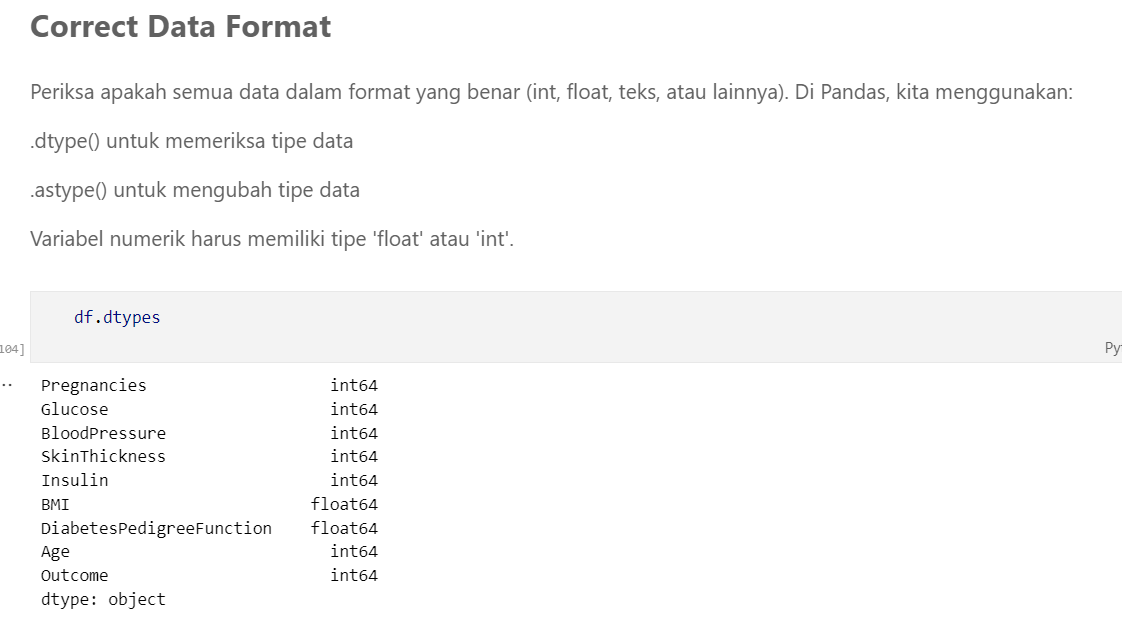 Correct Data Format
Periksa apakah semua data dalam format yang benar (int, float, teks, atau lainnya). Di Pandas, kita menggunakan:
.dtype() untuk memeriksa tipe data
.astype() untuk mengubah tipe data
Variabel numerik harus memiliki tipe 'float' atau 'int'.
df.dtypes
104]
Py
Pregnancies int64
Glucose int64
BloodPressure int64
SkinThickness int64
Insulin int64
BMI float64
DiabetesPedigreeFunction float64
Age int64
Outcome int64
dtype: object